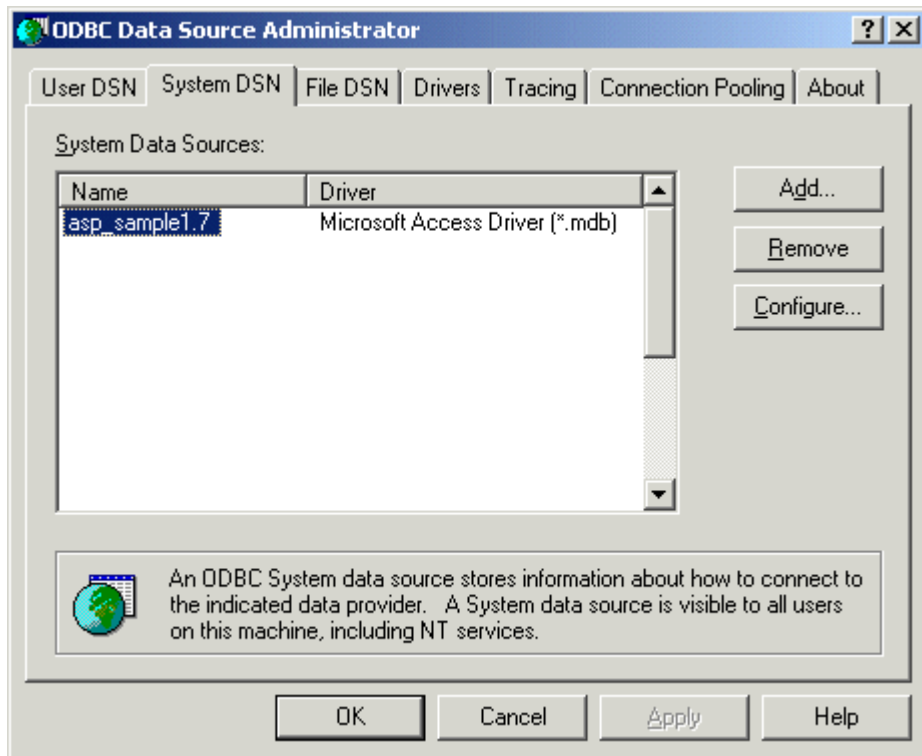 ODBC Data Source Administrator
User DSN System DSN File DSN Drivers Tracing Connection Pooling About
System Data Sources:
Name Driver
asp_sample1.7 Microsoft Access Driver (*.mdb)
Add...
Remove
Configure...
An ODBC System data source stores information about how to connect to
the indicated data provider. A System data source is visible to all users
on this machine, including NT services.
OK Cancel Apply Help